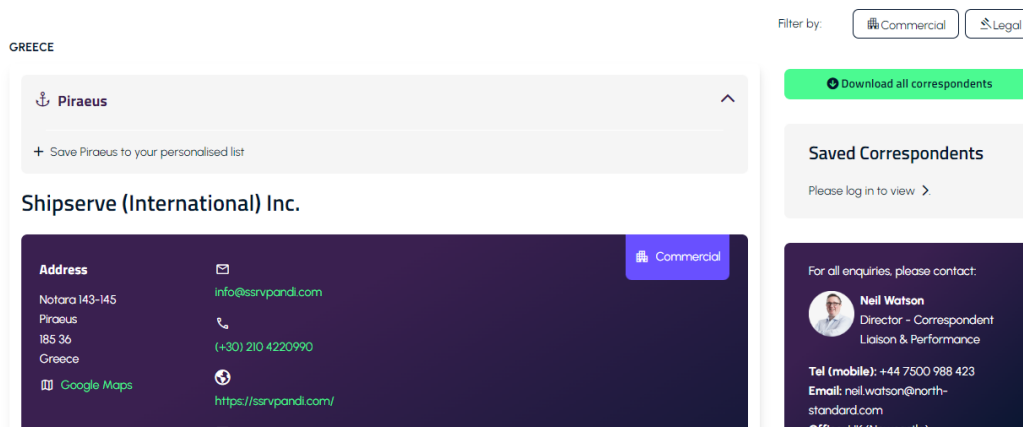 Filter by:
Commercial
Legal
GREECE
Piraeus
Save Piraeus to your personalised list
Shipserve (International) Inc.
Commercial
Address
Notara 143-145
Piraeus
185 36
Greece
Google Maps
info@ssrvpandi.com
(+30) 210 4220990
https://ssrvpandi.com/
Download all correspondents
Saved Correspondents
Please log in to view
For all enquiries, please contact:
Neil Watson
Director - Correspondent
Liaison & Performance
Tel (mobile): +44 7500 988 423
Email: neil.watson@north-
standard.com